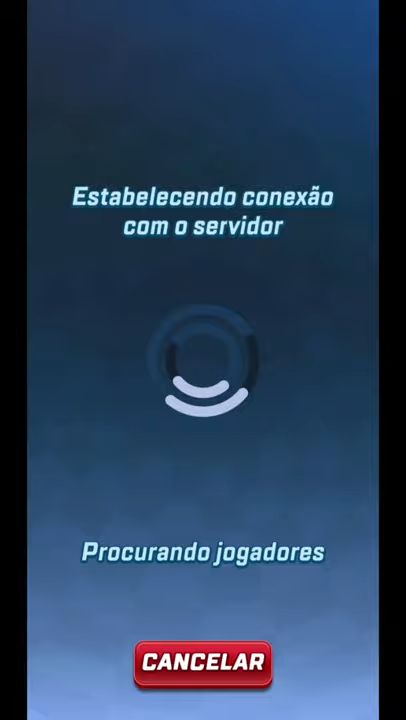 Estabelecendo conexão
com o servidor
Procurando jogadores
CANCELAR